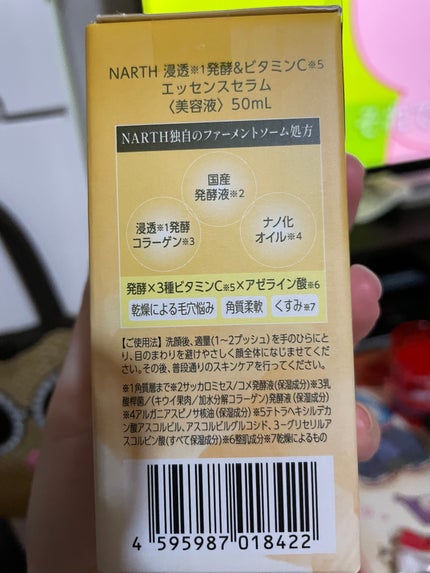 NARTH 浸透※1発酵&ビタミンC※5
エッセンスセラム
〈美容液〉50mL
NARTH独自のファーメントソーム処方
国産
発酵液※2
浸透※1発酵
コラーゲン※3
ナノ化
オイル※4
発酵×3種ビタミンC※5×アゼライン酸※6
乾燥による毛穴悩み 角質柔軟 くすみ※7
【ご使用法】洗顔後、適量(1〜2プッシュ)を手のひらにと
り、目のまわりを避けやさしく顔全体になじませてくだ
さい。その後、普段通りのスキンケアを行ってください。
※1角質層まで※2サッカロミセス/コメ発酵液(保湿成分)※3乳
酸桿菌/(キウイ果肉/加水分解コラーゲン)発酵液(保湿成分)
※4アルガニアスピノサ核油(保湿成分)※5テトラヘキシルデカ
ン酸アスコルビル、アスコルビルグルコシド、3-グリセリルア
スコルビン酸(すべて保湿成分)※6整肌成分※7乾燥によるもの
4 595987 018422